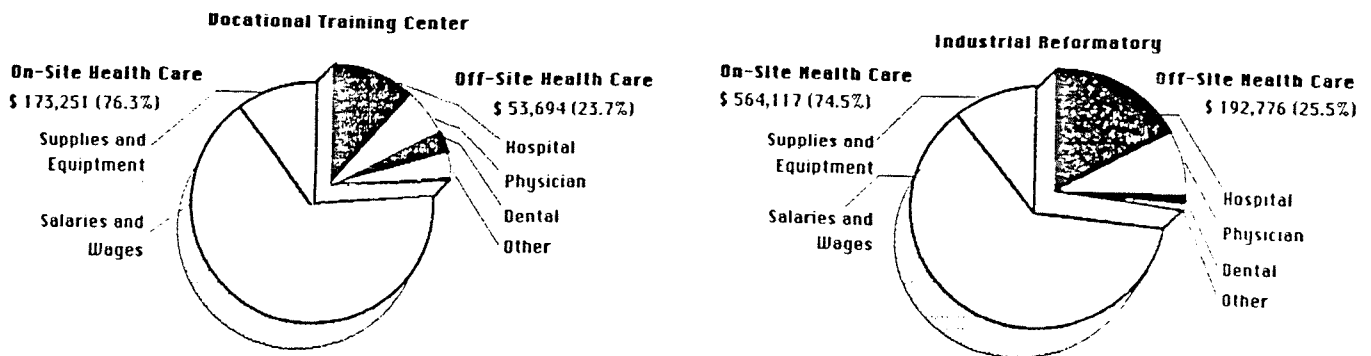 Vocational Training Center
On-Site Health Care
$ 173,251 (76.3%)
Supplies and
Equiptment
Salaries and
Wages
Off-Site Health Care
$ 53,694 (23.7%)
Hospital
Physician
Dental
Other
Industrial Reformatory
On-Site Health Care
$ 564,117 (74.5%)
Supplies and
Equiptment
Salaries and
Wages
Off-Site Health Care
$ 192,776 (25.5%)
Hospital
Physician
Dental
Other